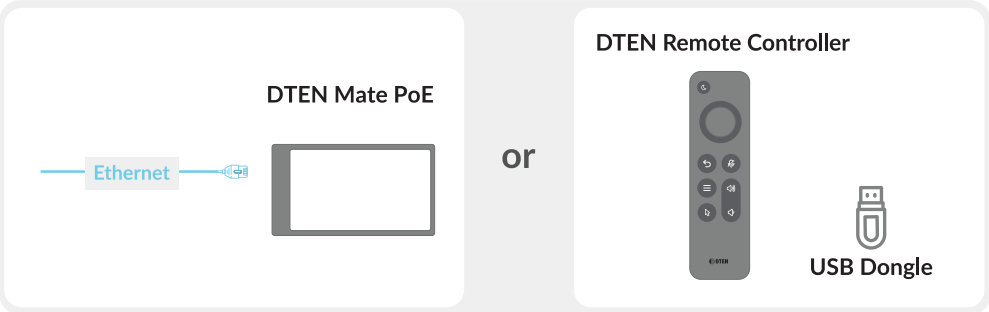 DTEN Mate PoE
Ethernet
or
DTEN Remote Controller
DTEN
USB Dongle